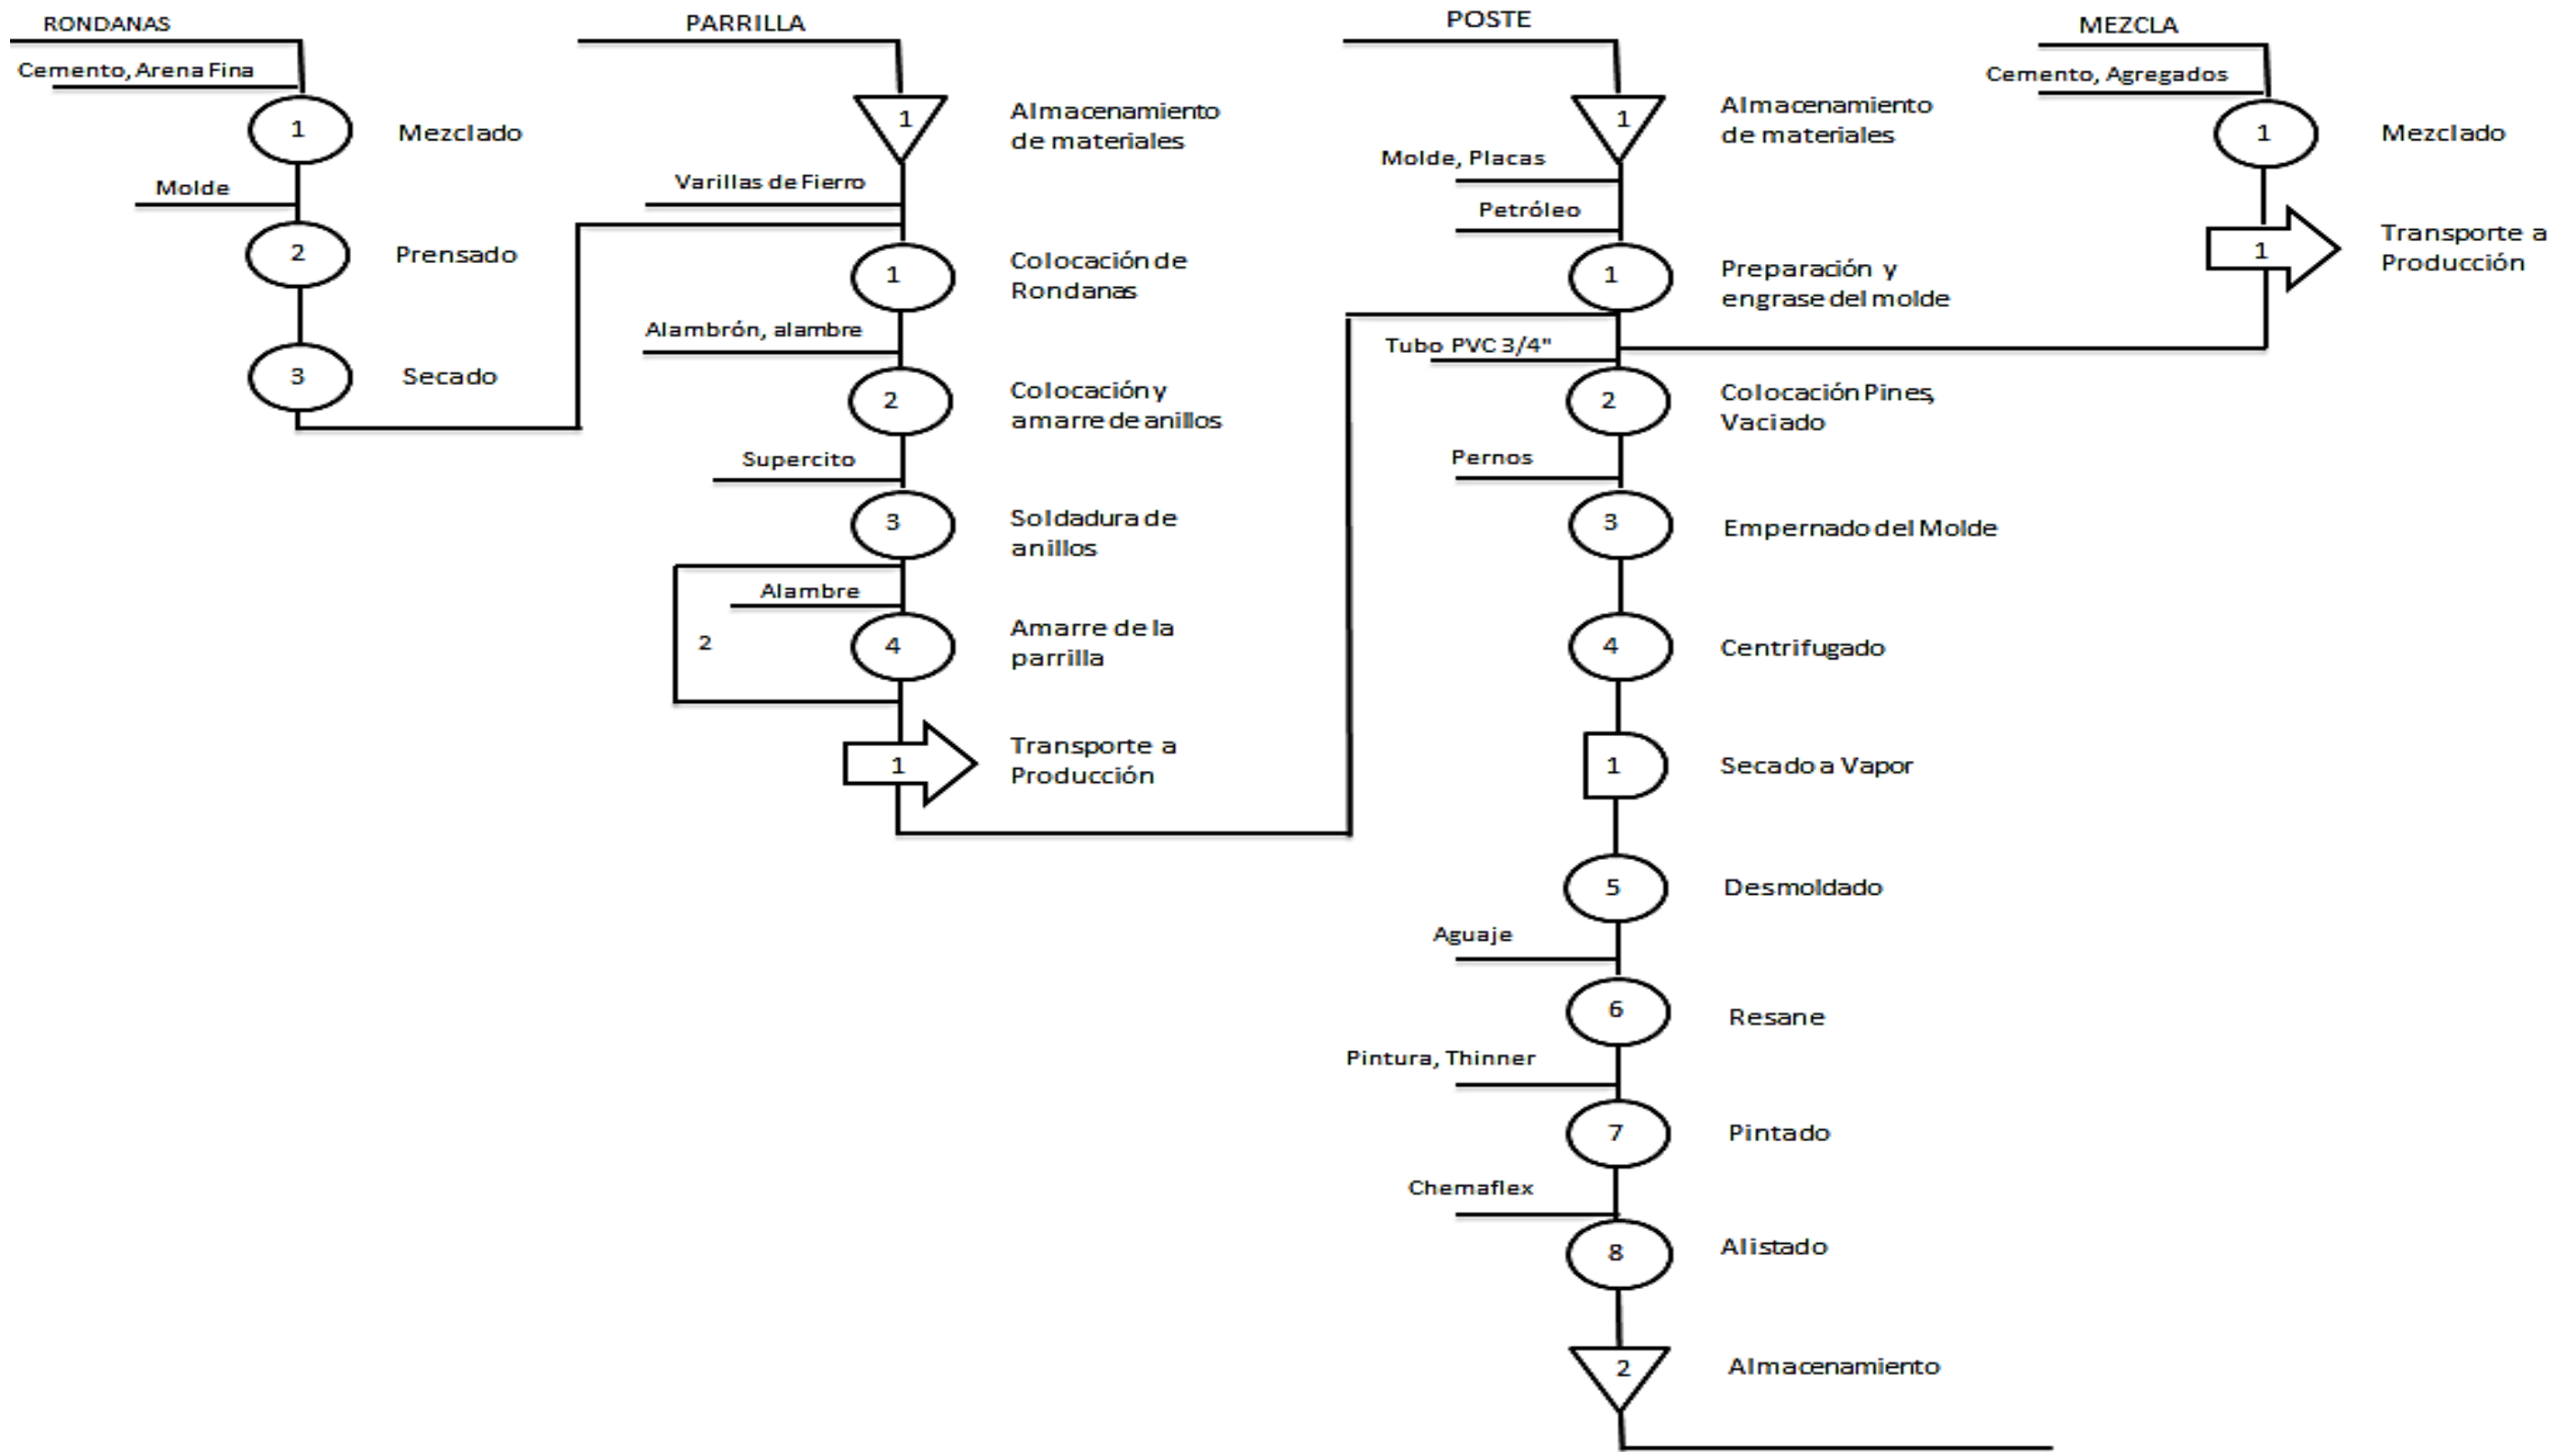 RONDANAS
Cemento, Arena Fina
1
Mezclado
Molde
2
Prensado
3
Secado
PARRILLA
1
Almacenamiento
de materiales
Varillas de Fierro
1
Colocación de
Rondanas
Alambrón, alambre
2
Colocación y
amarre de anillos
Supercito
3
Soldadura de
anillos
Alambre
2
4
Amarre de la
parrilla
1
Transporte a
Producción
POSTE
1
Almacenamiento
de materiales
Molde, Placas
Petróleo
1
Preparación y
engrase del molde
Tubo PVC 3/4"
2
Colocación Pines,
Vaciado
Pernos
3
Empernado del Molde
4
Centrifugado
1
Secado a Vapor
5
Desmoldado
Aguaje
6
Resane
Pintura, Thinner
7
Pintado
Chemaflex
8
Alistado
2
Almacenamiento
MEZCLA
Cemento, Agregados
1
Mezclado
1
Transporte a
Producción